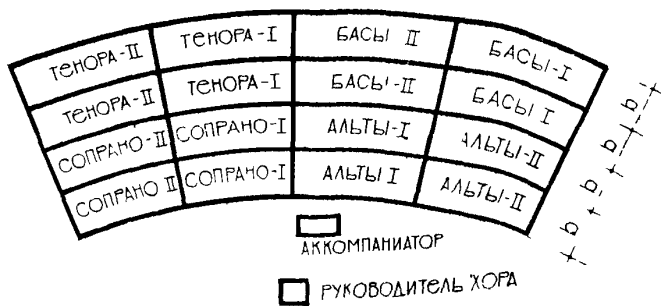 ТЕНОРА-II ТЕНОРА-I БАСЫ II БАСЫ-I
ТЕНОРА-II ТЕНОРА-I БАСЫ-II БАСЫ I
СОПРАНО-II СОПРАНО-I АЛЬТЫ-I АЛЬТЫ-II
СОПРАНО II СОПРАНО-I АЛЬТЫ I АЛЬТЫ-II
b b b b
АККОМПАНИАТОР
РУКОВОДИТЕЛЬ ХОРА